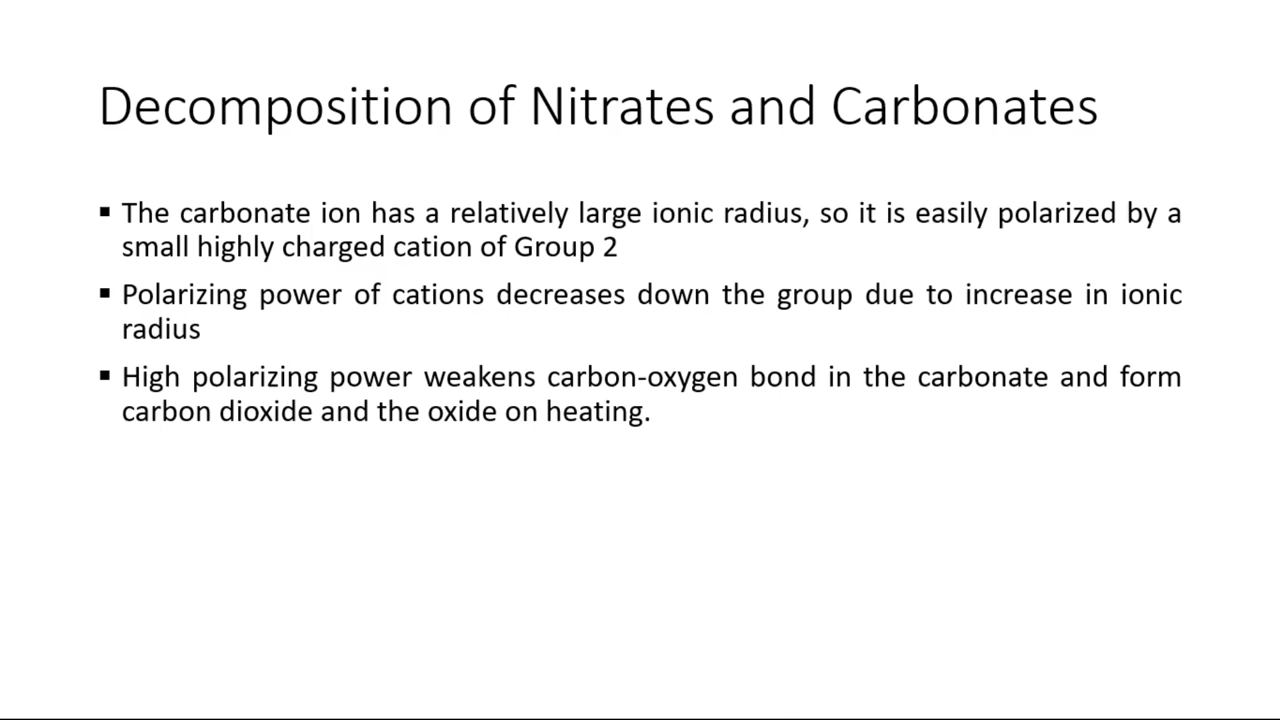 Decomposition of Nitrates and Carbonates
▪ The carbonate ion has a relatively large ionic radius, so it is easily polarized by a
small highly charged cation of Group 2
▪ Polarizing power of cations decreases down the group due to increase in ionic
radius
▪ High polarizing power weakens carbon-oxygen bond in the carbonate and form
carbon dioxide and the oxide on heating.